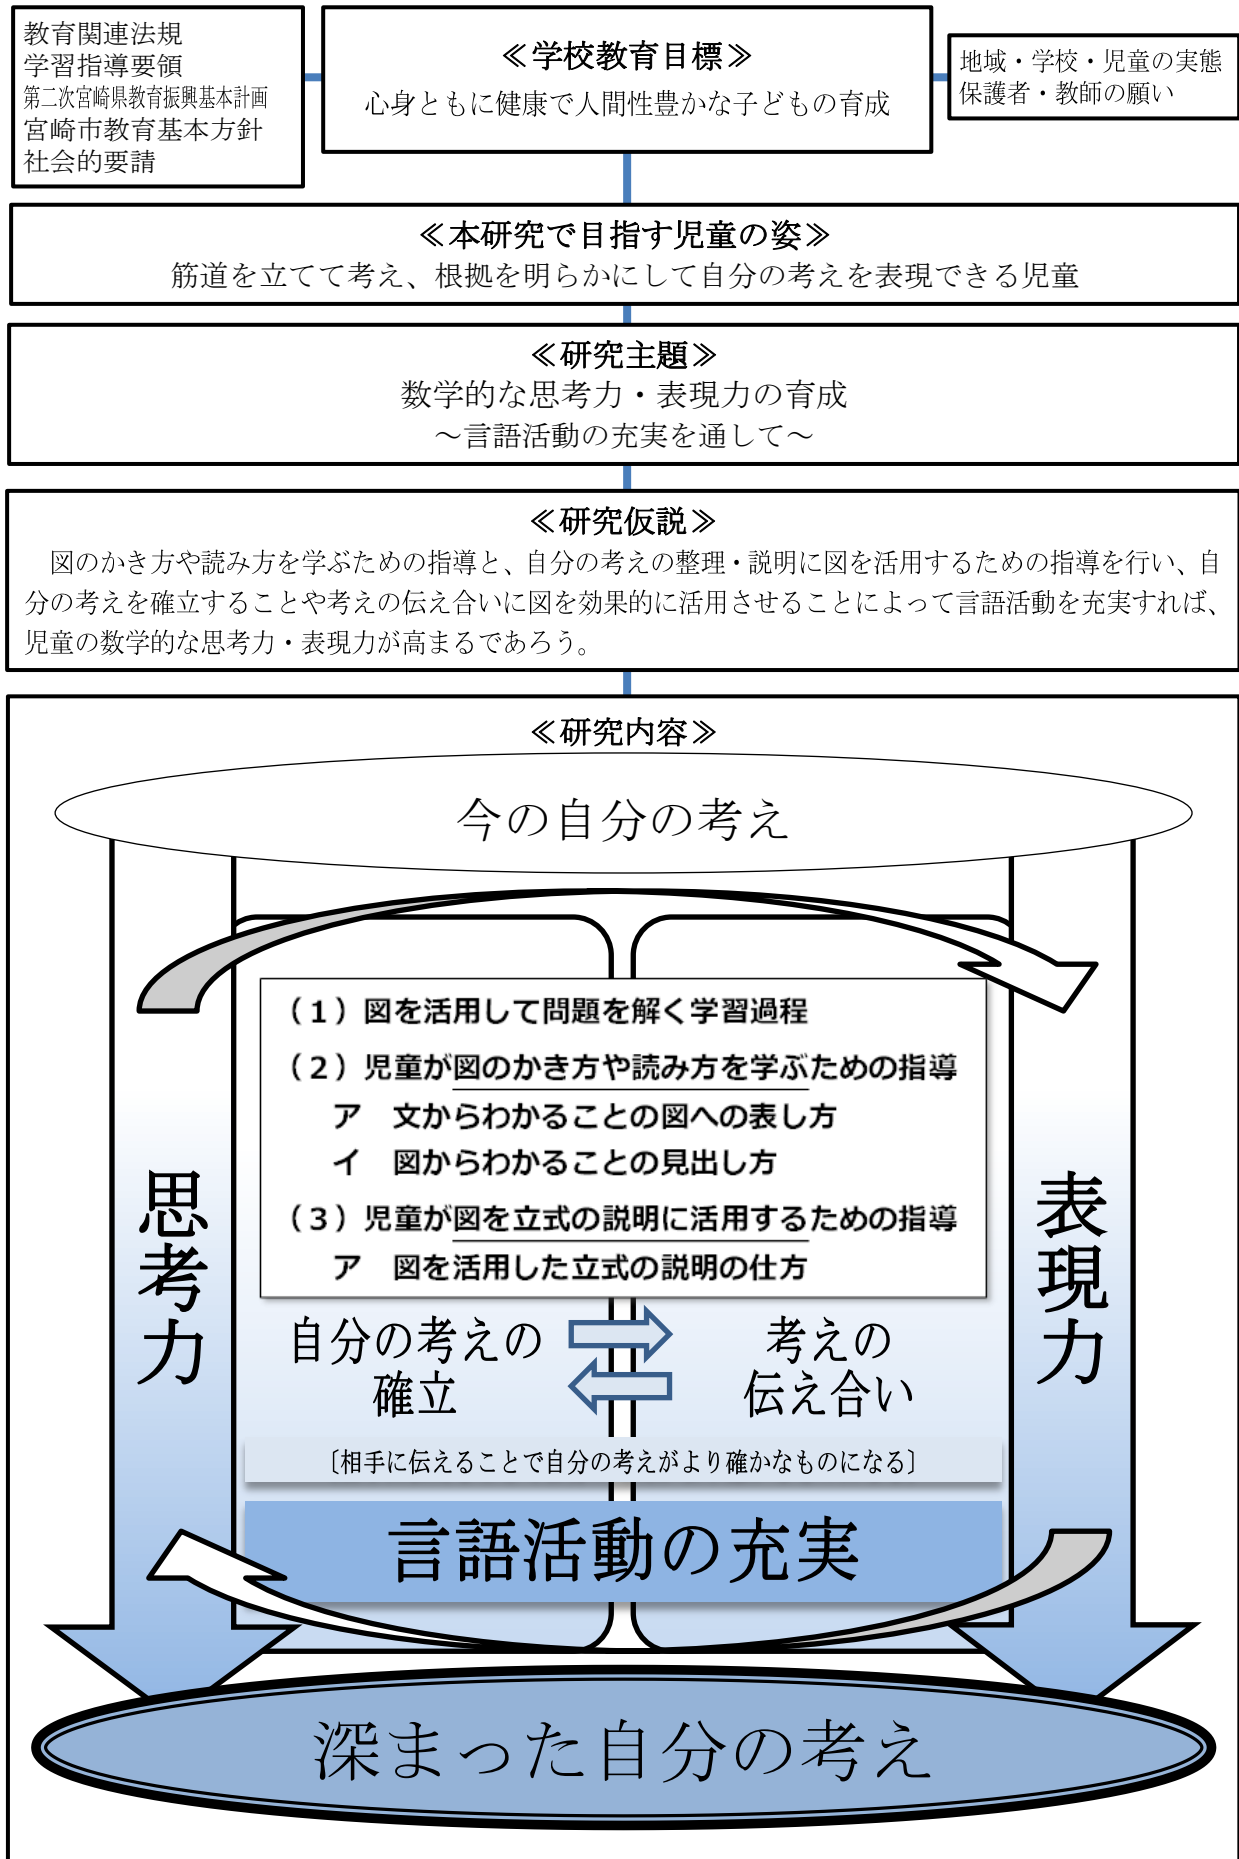 教育関連法規
学習指導要領
第二次宮崎県教育振興基本計画
宮崎市教育基本方針
社会的要請
≪学校教育目標≫
心身ともに健康で人間性豊かな子どもの育成
地域・学校・児童の実態
保護者・教師の願い
≪本研究で目指す児童の姿≫
筋道を立てて考え、根拠を明らかにして自分の考えを表現できる児童
≪研究主題≫
数学的な思考力・表現力の育成
～言語活動の充実を通して～
≪研究仮説≫
図のかき方や読み方を学ぶための指導と、自分の考えの整理・説明に図を活用するための指導を行い、自
分の考えを確立することや考えの伝え合いに図を効果的に活用させることによって言語活動を充実すれば、
児童の数学的な思考力・表現力が高まるであろう。
≪研究内容≫
今の自分の考え
（１）図を活用して問題を解く学習過程
（２）児童が図のかき方や読み方を学ぶための指導
ア　文からわかることの図への表し方
イ　図からわかることの見出し方
（３）児童が図を立式の説明に活用するための指導
ア　図を活用した立式の説明の仕方
思考力
表現力
自分の考えの
確立
考えの
伝え合い
〔相手に伝えることで自分の考えがより確かなものになる〕
言語活動の充実
深まった自分の考え